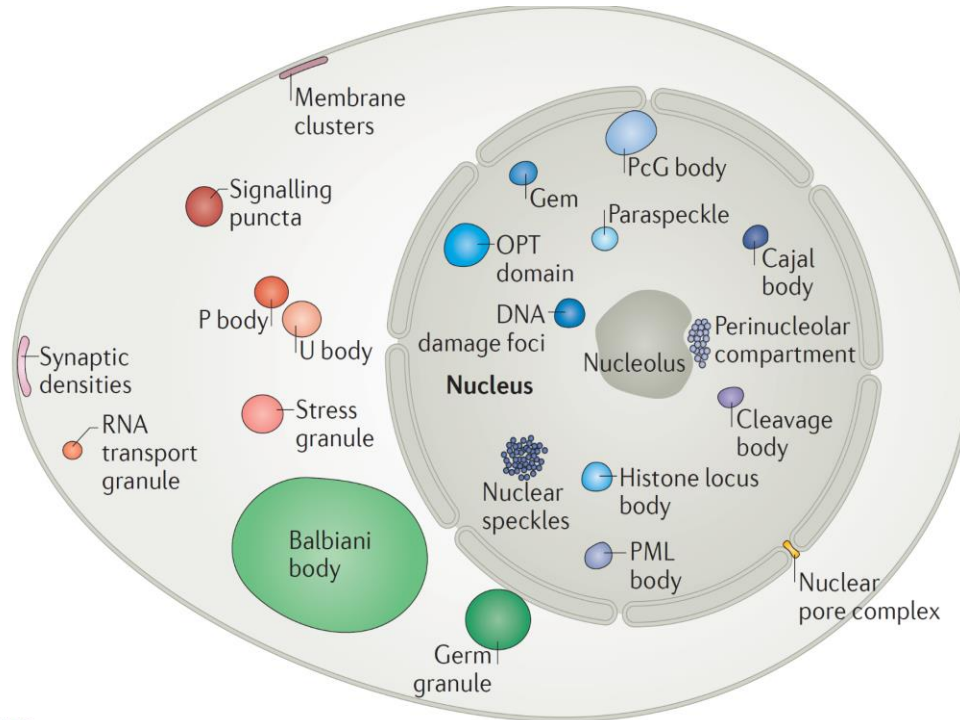 Membrane
clusters
PcG body
Signalling
puncta
Gem
Paraspeckle
OPT
domain
Cajal
body
P body
U body
DNA
damage foci
Perinucleolar
compartment
Nucleolus
Synaptic
densities
Nucleus
RNA
transport
granule
Stress
granule
Cleavage
body
Nuclear
speckles
Histone locus
body
Balbiani
body
PML
body
Nuclear
pore complex
Germ
granule